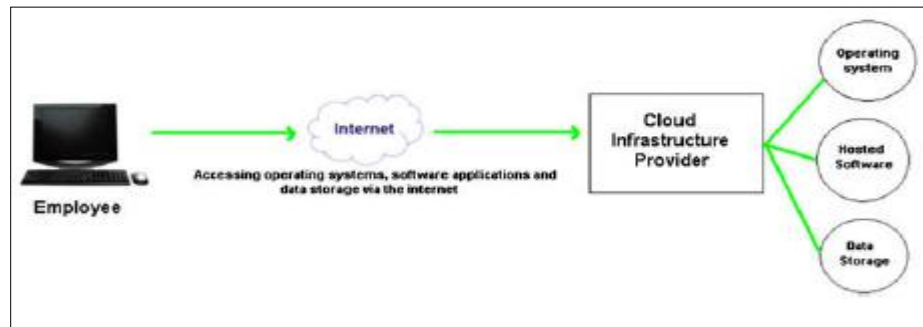 Employee
Internet
Accessing operating systems, software applications and
data storage via the internet
Cloud
Infrastructure
Provider
Operating
system
Hosted
Software
Data
Storage